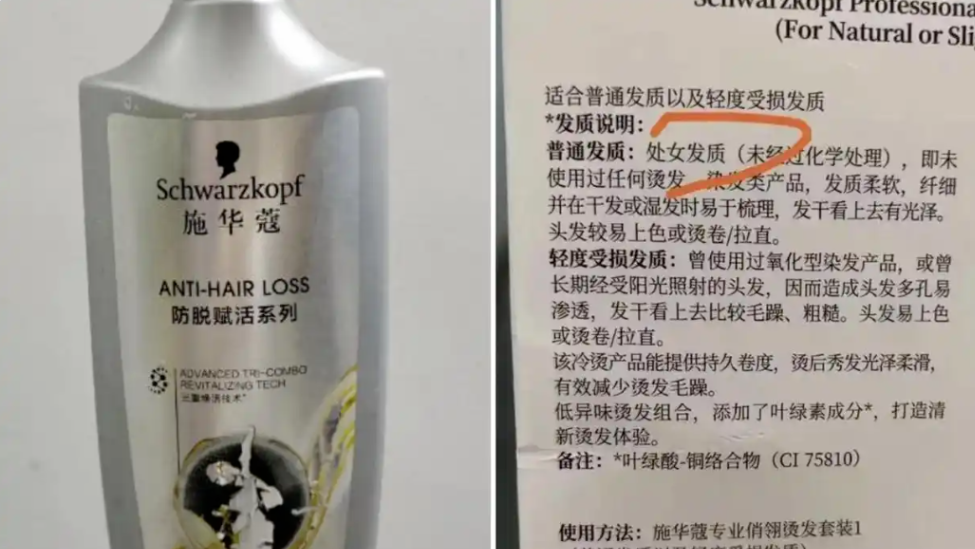 Schwarzkopf
施华蔻
ANTI-HAIR LOSS
防脱赋活系列
ADVANCED TRI-COMBO
REVITALIZING TECH
三重焕活技术*
Schwarzkopf Professiona
(For Natural or Sli
适合普通发质以及轻度受损发质
*发质说明：
普通发质：处女发质（未经过化学处理），即未
使用过任何烫发、染发类产品，发质柔软，纤细
并在干发或湿发时易于梳理，发干看上去有光泽。
头发较易上色或烫卷/拉直。
轻度受损发质：曾使用过氧化型染发产品，或曾
长期经受阳光照射的头发，因而造成头发多孔易
渗透，发干看上去比较毛躁、粗糙。头发易上色
或烫卷/拉直。
该冷烫产品能提供持久卷度，烫后秀发光泽柔滑，
有效减少烫发毛躁。
低异味烫发组合，添加了叶绿素成分*，打造清
新烫发体验。
备注：*叶绿酸-铜络合物（CI 75810）
使用方法：施华蔻专业俏翎烫发套装1